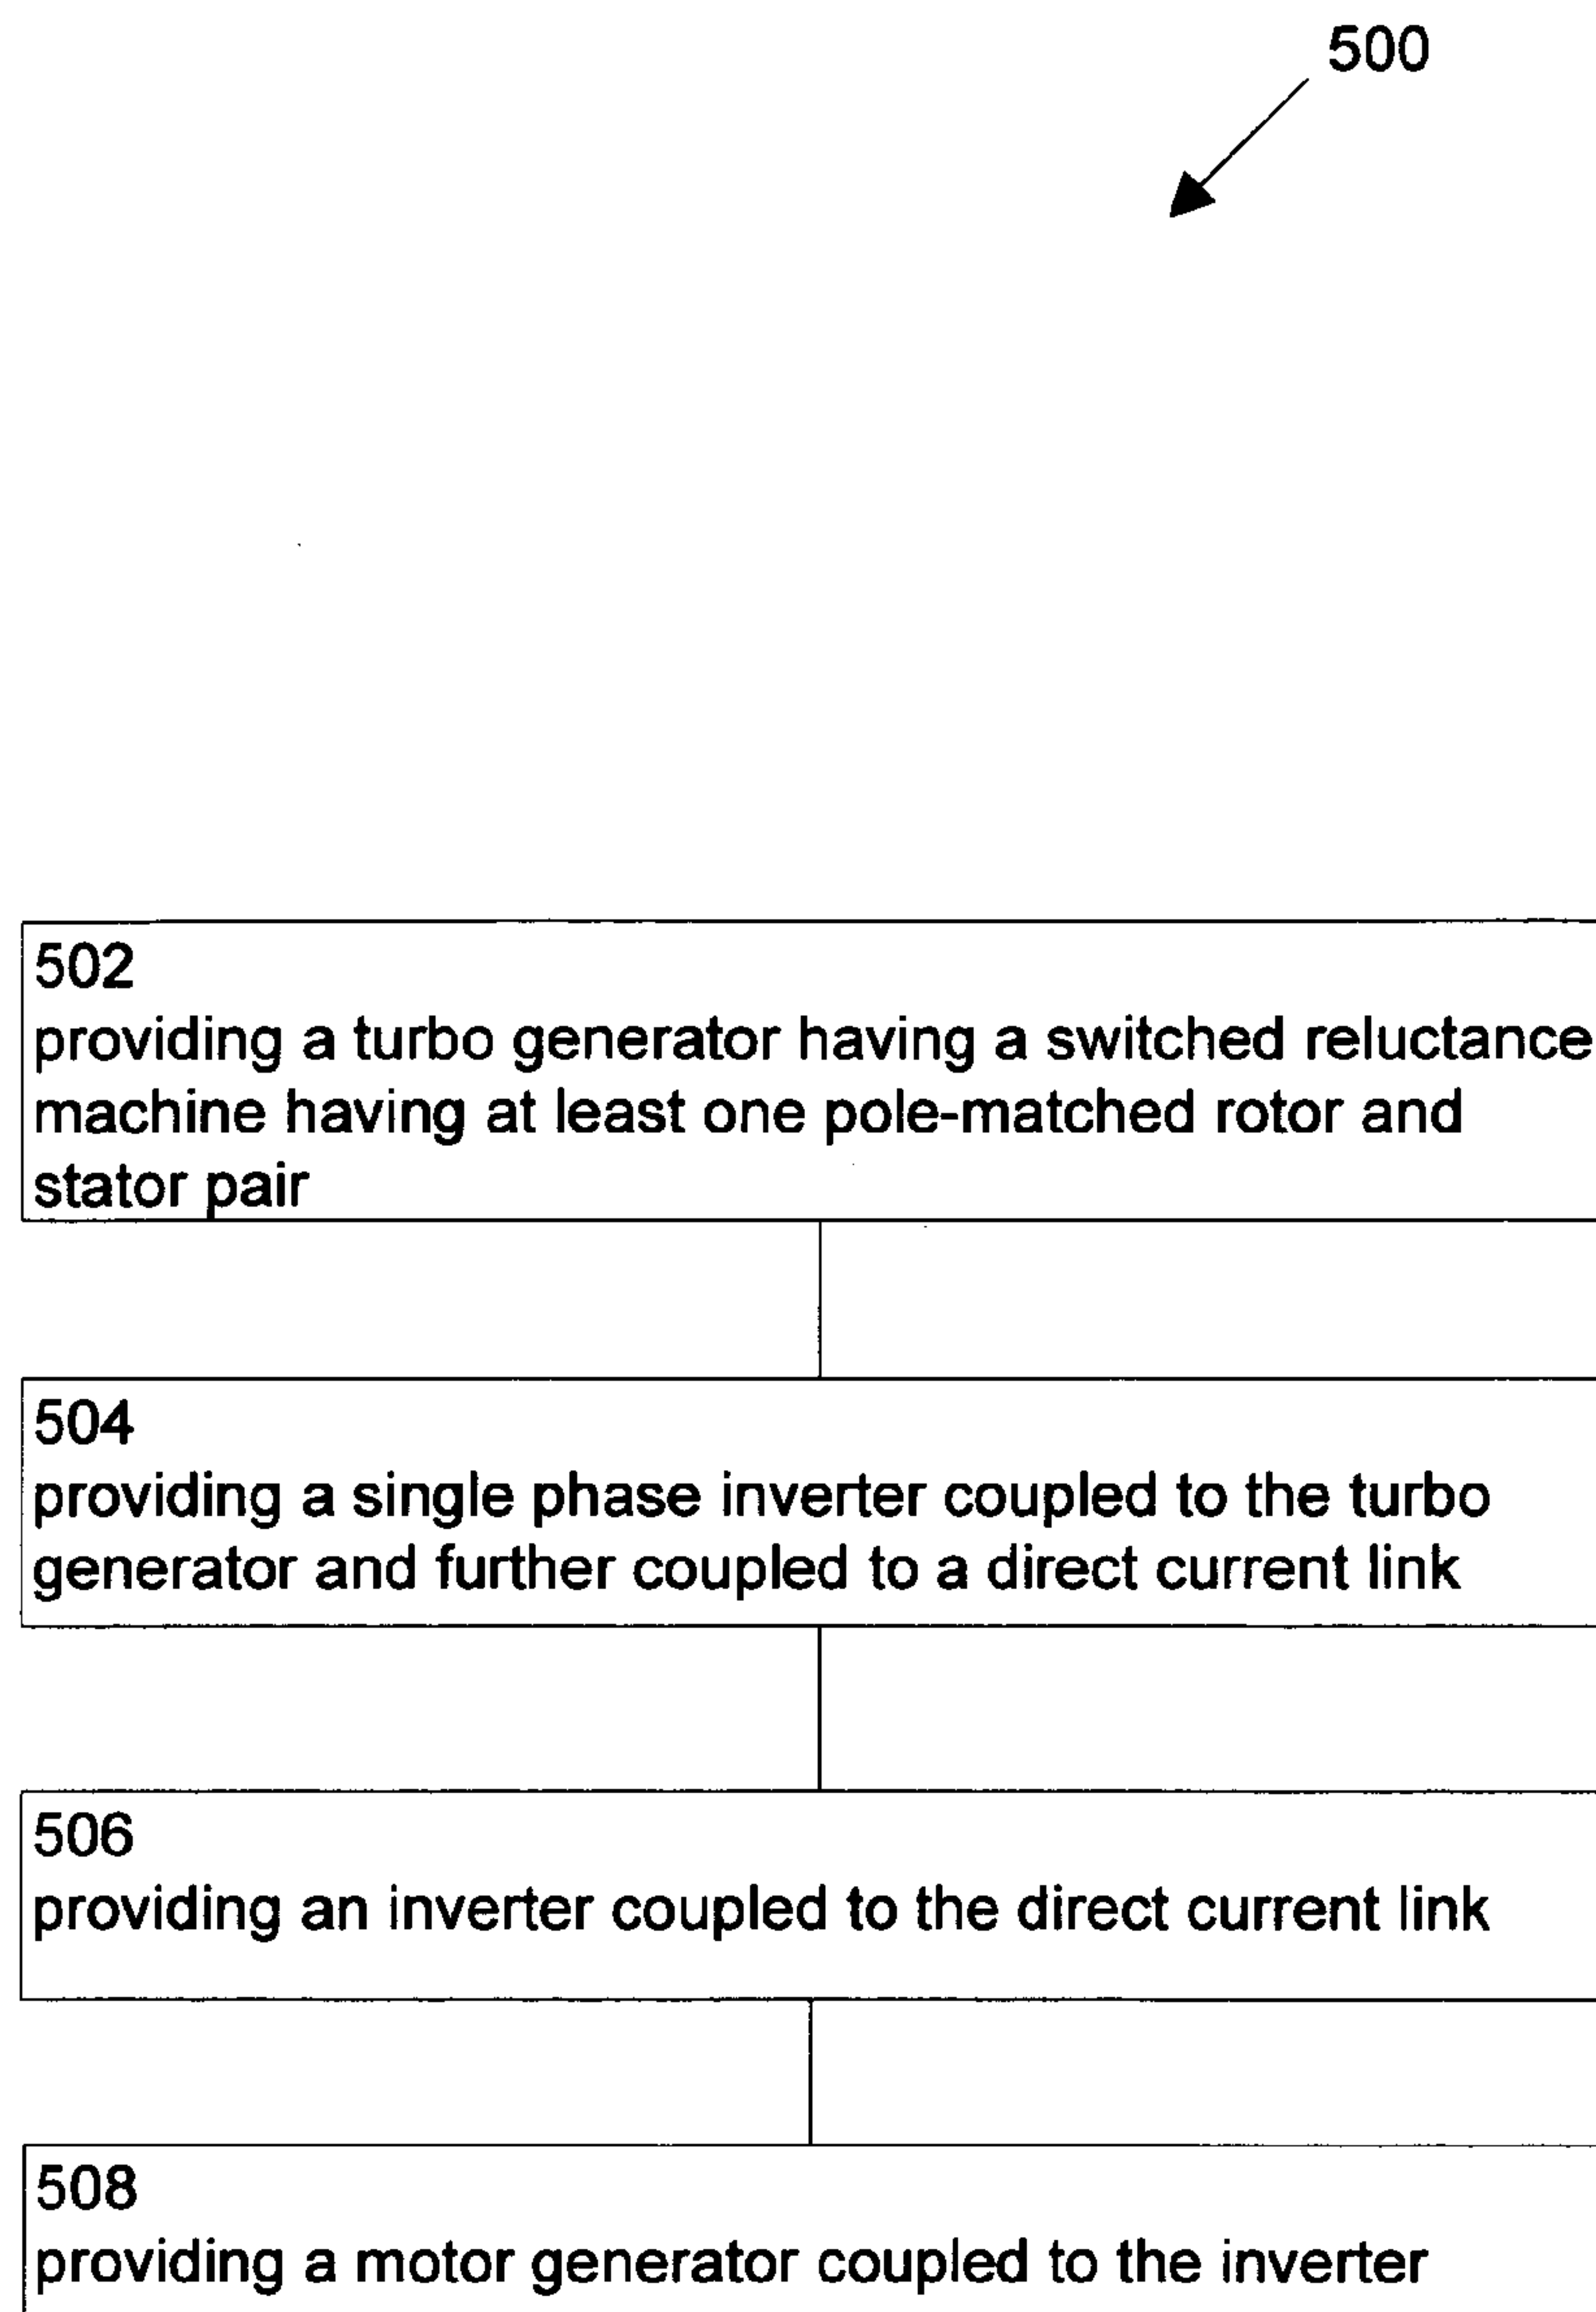 500
502
providing a turbo generator having a switched reluctance
machine having at least one pole-matched rotor and
stator pair
504
providing a single phase inverter coupled to the turbo
generator and further coupled to a direct current link
506
providing an inverter coupled to the direct current link
508
providing a motor generator coupled to the inverter